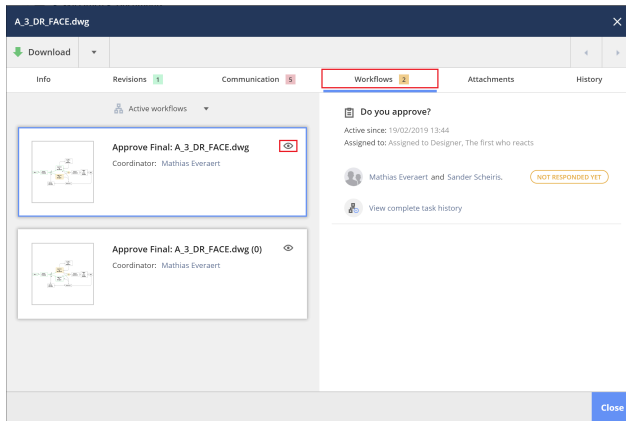 A_3_DR_FACE.dwg
Download
Info Revisions 1 Communication 5 Workflows 2 Attachments History
Active workflows
Approve Final: A_3_DR_FACE.dwg
Coordinator: Mathias Everaert
Approve Final: A_3_DR_FACE.dwg (0)
Coordinator: Mathias Everaert
Do you approve?
Active since: 19/02/2019 13:44
Assigned to: Assigned to Designer, The first who reacts
Mathias Everaert and Sander Scheiris. NOT RESPONDED YET
View complete task history
Close